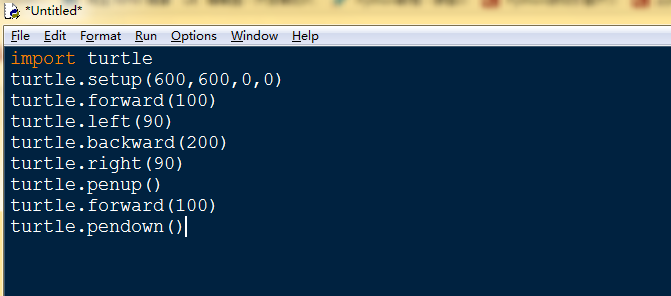 *Untitled*
File Edit Format Run Options Window Help
import turtle
turtle.setup(600,600,0,0)
turtle.forward(100)
turtle.left(90)
turtle.backward(200)
turtle.right(90)
turtle.penup()
turtle.forward(100)
turtle.pendown()